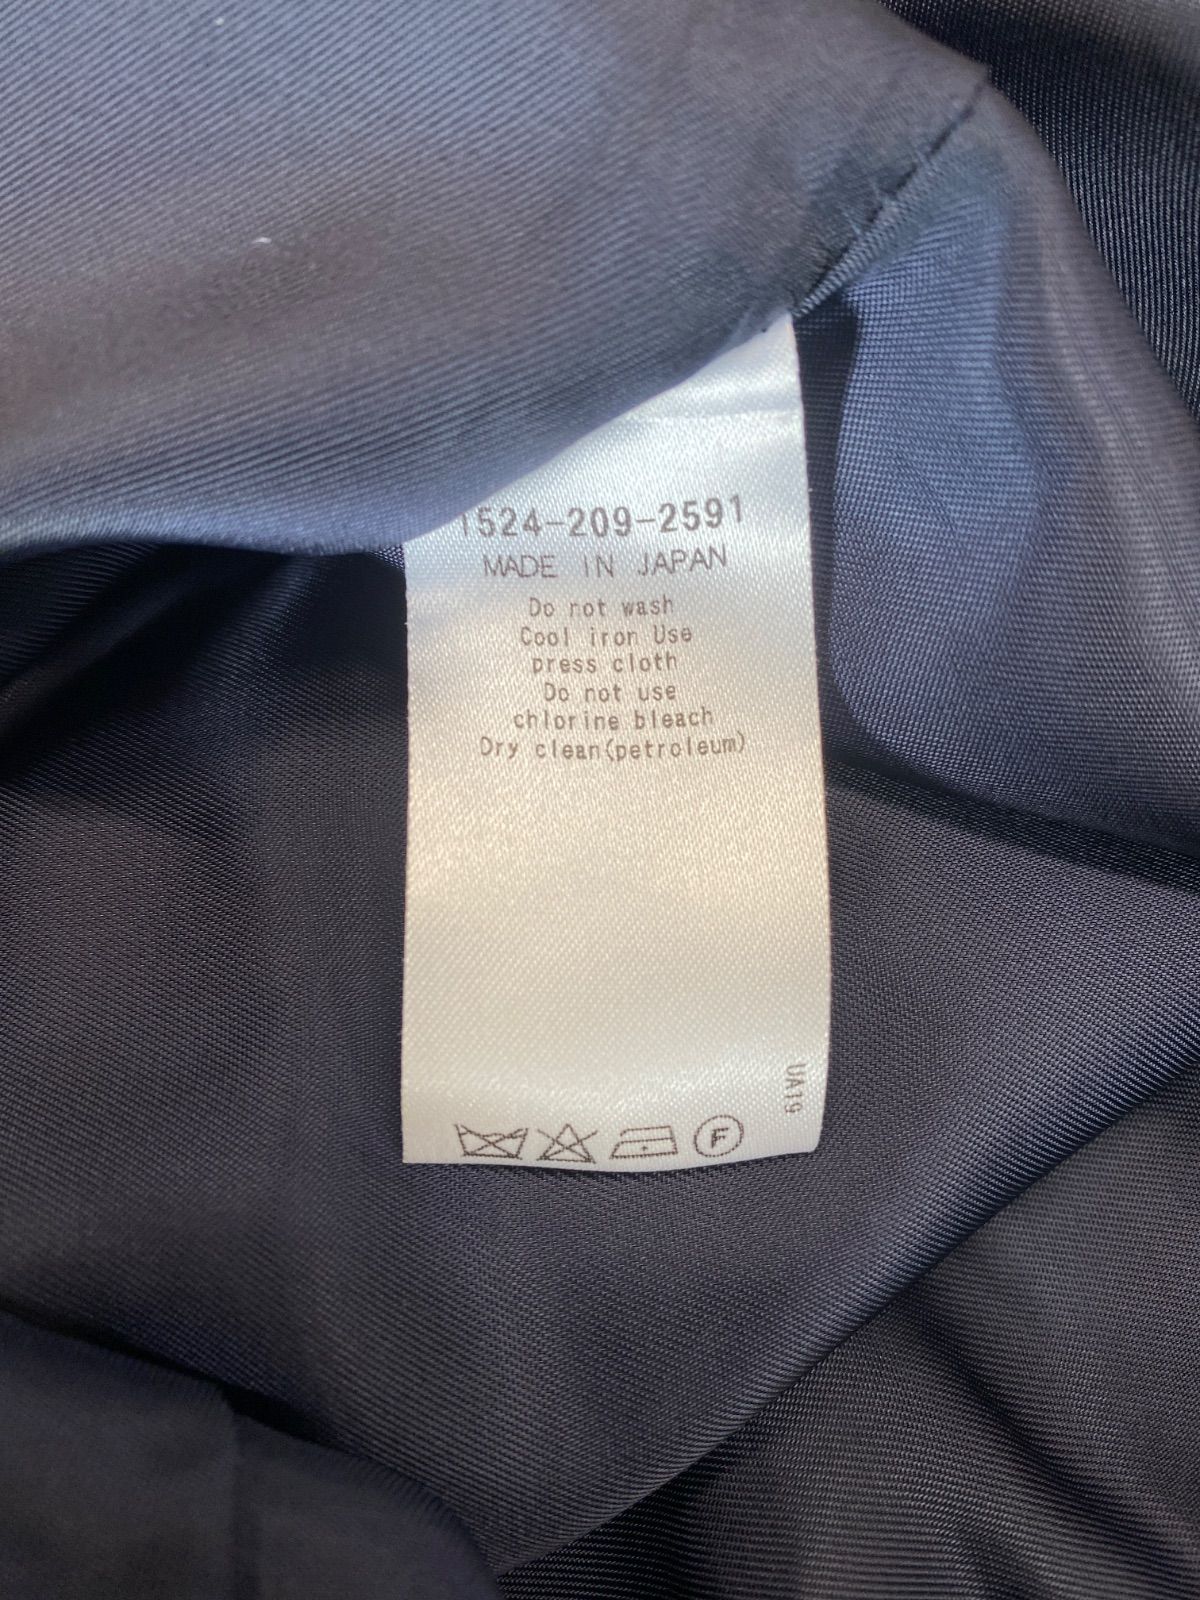 1524-209-2591
MADE IN JAPAN
Do not wash
Cool iron Use
press cloth
Do not use
chlorine bleach
Dry clean(petroleum)
UA19
F